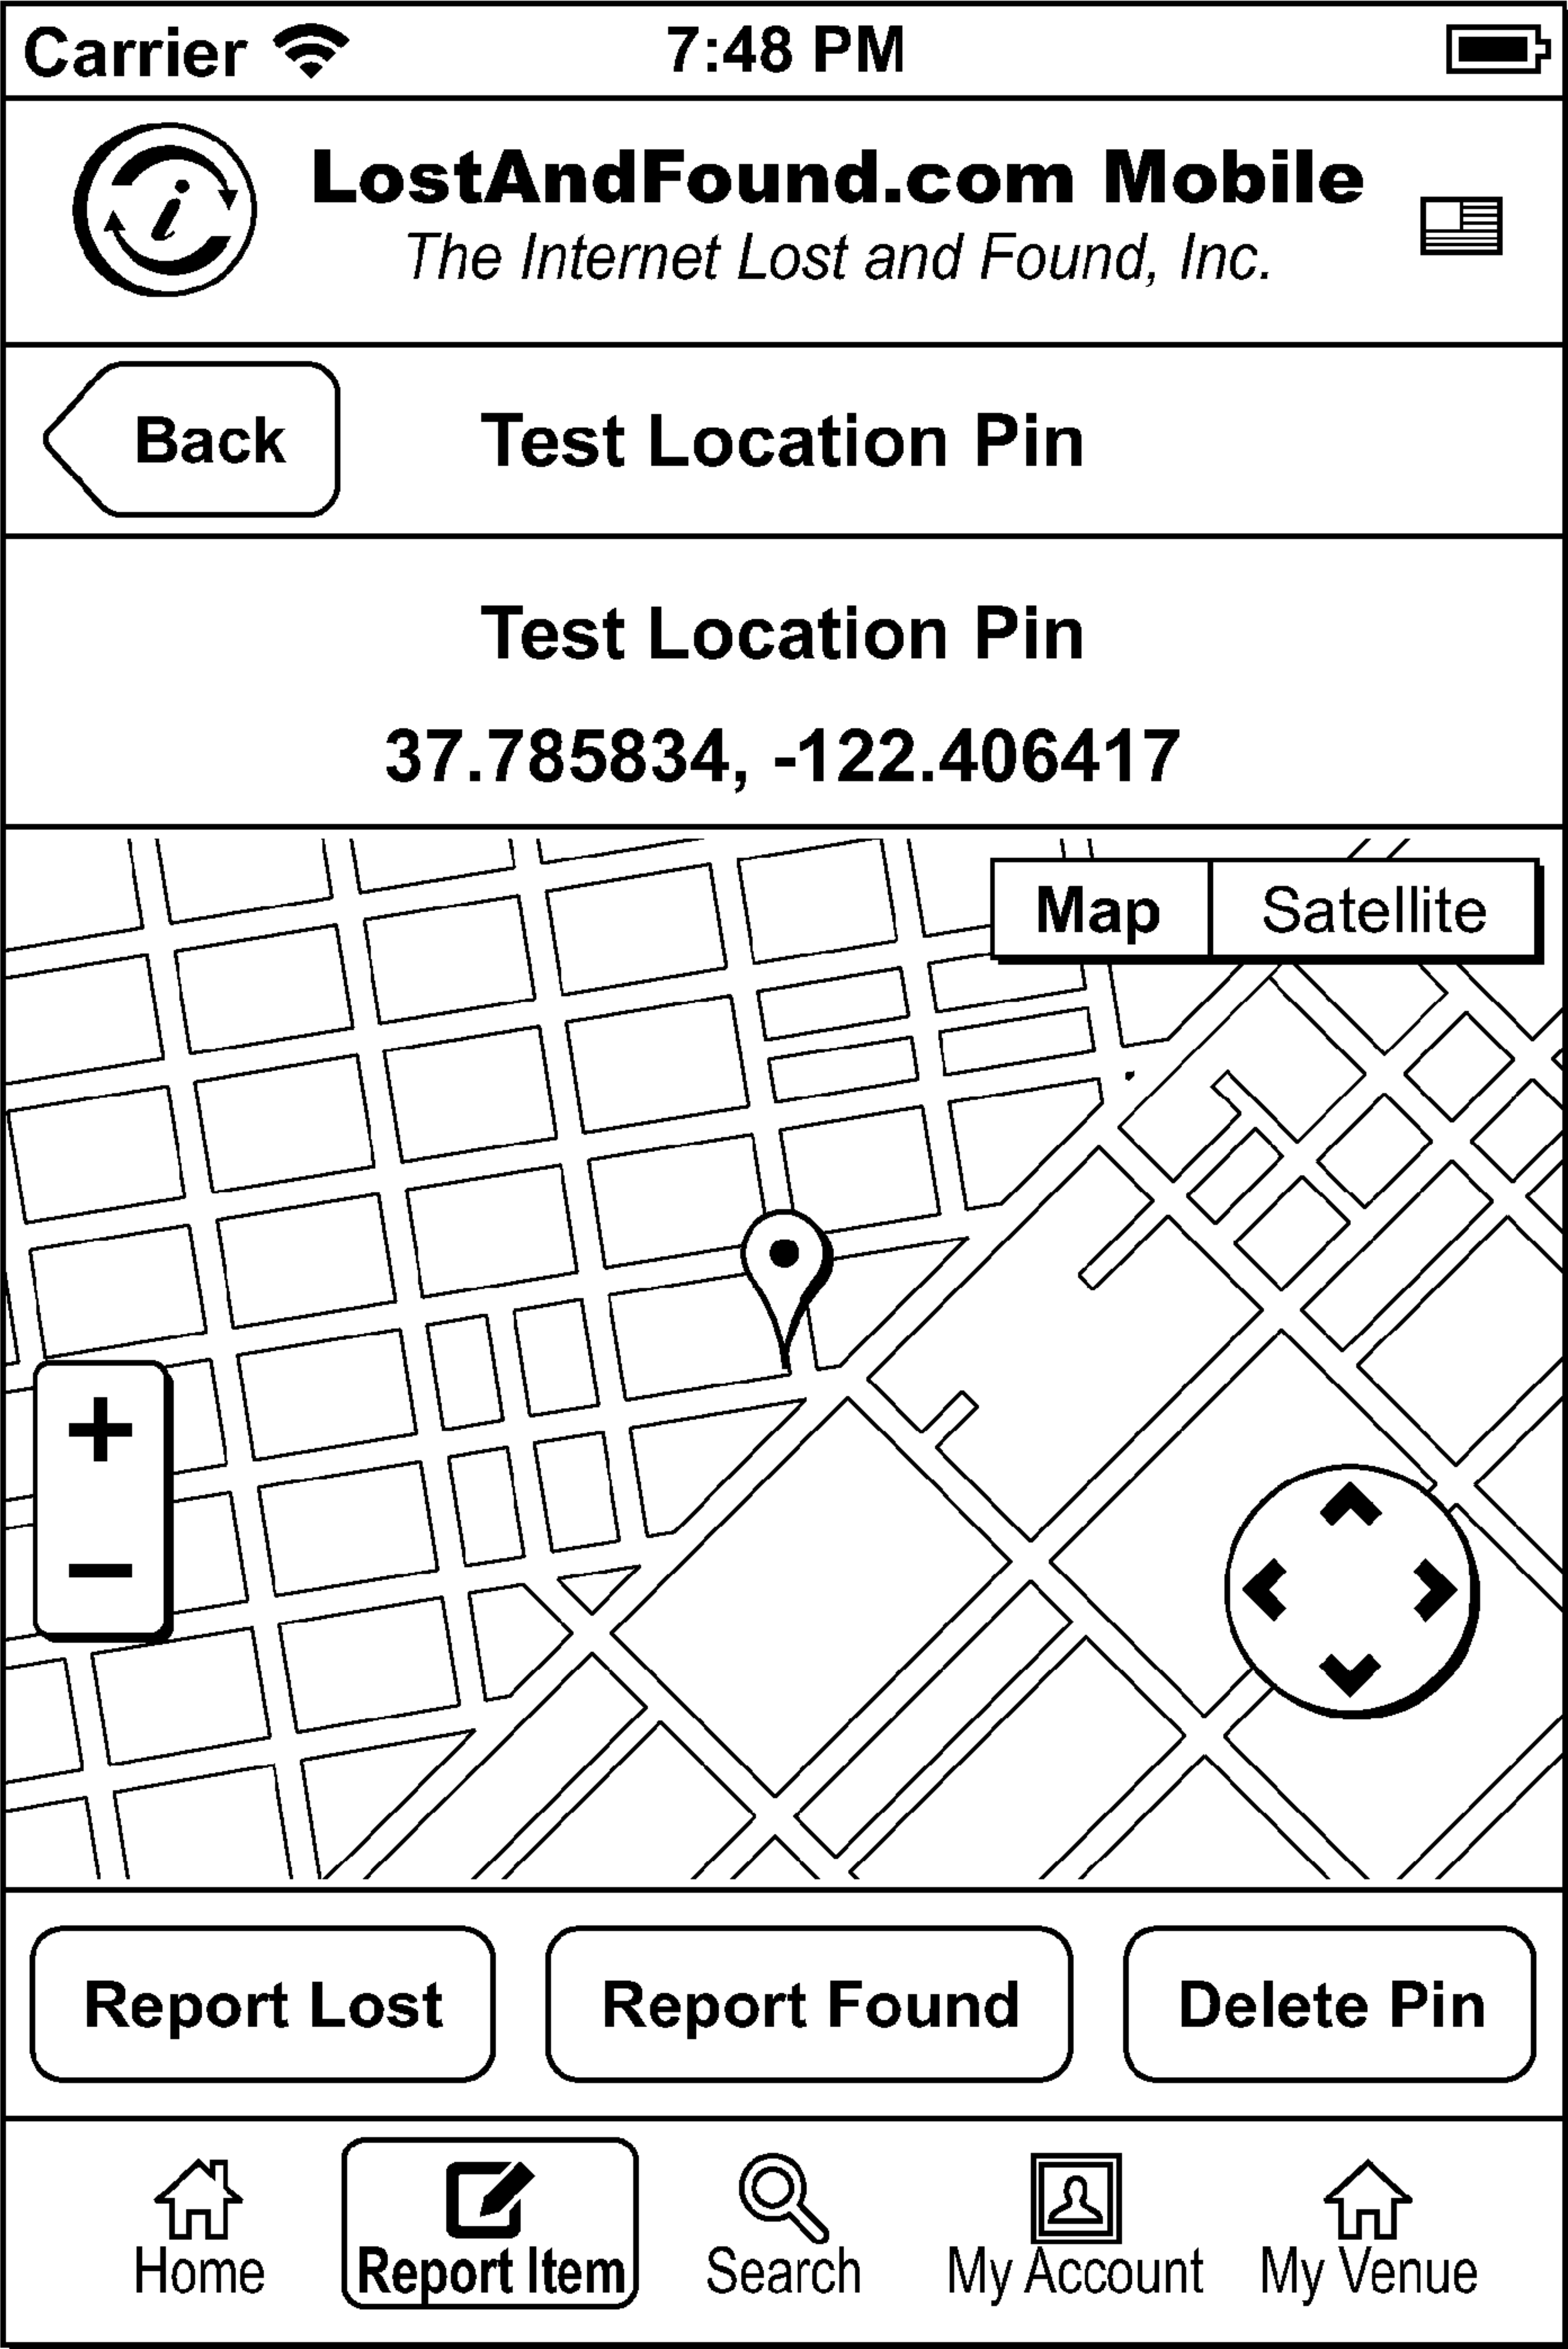 Carrier 7:48 PM
LostAndFound.com Mobile
The Internet Lost and Found, Inc.
Back Test Location Pin
Test Location Pin
37.785834, -122.406417
Map Satellite
+
−
Report Lost Report Found Delete Pin
Home Report Item Search My Account My Venue